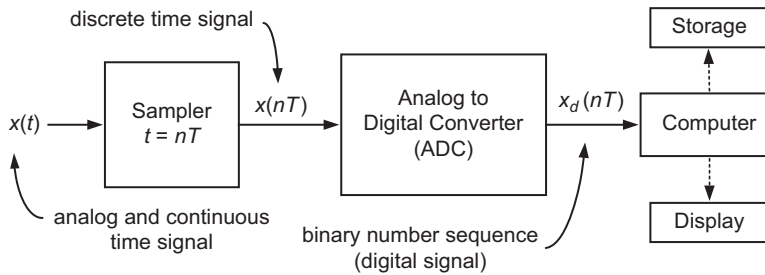 discrete time signal
Storage
x(t)
Sampler
t = nT
x(nT)
Analog to
Digital Converter
(ADC)
x_d (nT)
Computer
analog and continuous
time signal
binary number sequence
(digital signal)
Display